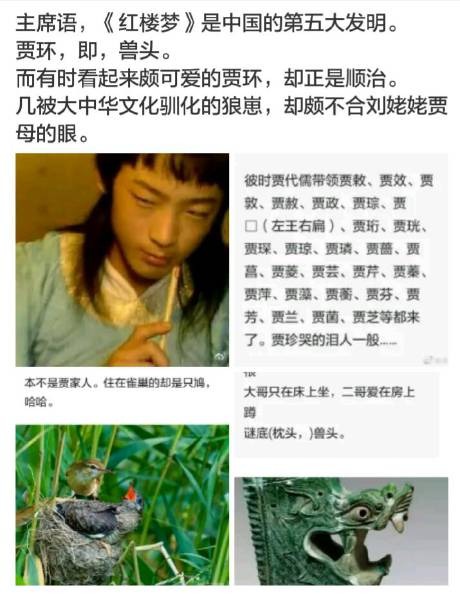 主席语，《红楼梦》是中国的第五大发明。
贾环，即，兽头。
而有时看起来颇可爱的贾环，却正是顺治。
几被大中华文化驯化的狼崽，却颇不合刘姥姥贾
母的眼。
彼时贾代儒带领贾敕、贾效、贾
敦、贾赦、贾政、贾琮、贾
□（左王右扁）、贾珩、贾珖、
贾琛、贾琼、贾璘、贾蔷、贾
菖、贾菱、贾芸、贾芹、贾蓁、
贾萍、贾藻、贾蘅、贾芬、贾
芳、贾兰、贾菌、贾芝等都来
了。贾珍哭的泪人一般......
本不是贾家人。住在雀巢的却是只鸠，
哈哈。
大哥只在床上坐，二哥爱在房上
蹲
谜底(枕头，)兽头。